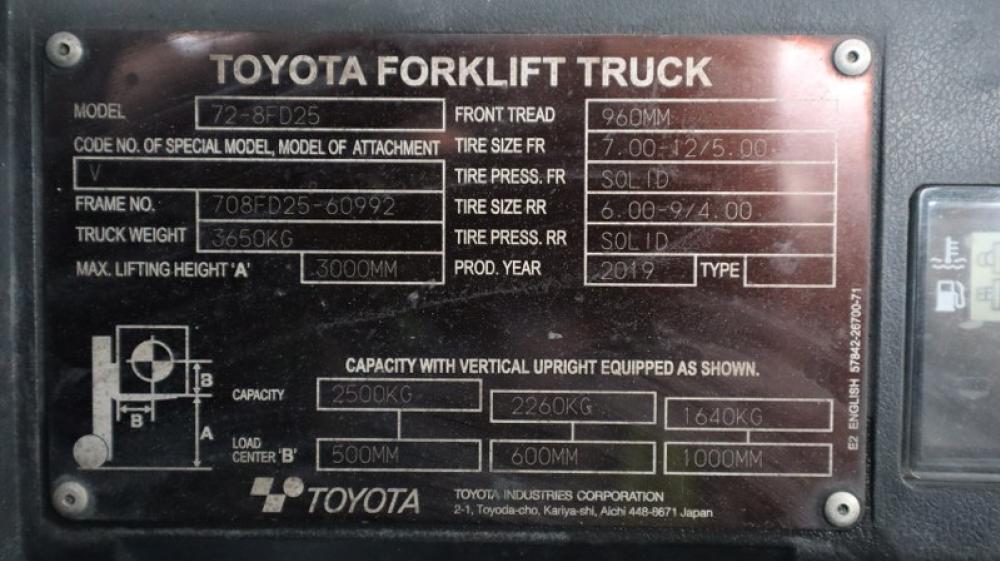 TOYOTA FORKLIFT TRUCK
MODEL 72-8FD25 FRONT TREAD 960MM
CODE NO. OF SPECIAL MODEL, MODEL OF ATTACHMENT TIRE SIZE FR 7.00-12/5.00
V TIRE PRESS. FR SOLID
FRAME NO. 708FD25-60992 TIRE SIZE RR 6.00-9/4.00
TRUCK WEIGHT 3650KG TIRE PRESS. RR SOLID
MAX. LIFTING HEIGHT 'A' 3000MM PROD. YEAR 2019 TYPE
CAPACITY WITH VERTICAL UPRIGHT EQUIPPED AS SHOWN.
B
B
A
CAPACITY 2500KG 2260KG 1640KG
LOAD
CENTER 'B' 500MM 600MM 1000MM
TOYOTA
TOYOTA INDUSTRIES CORPORATION
2-1, Toyoda-cho, Kariya-shi, Aichi 448-8671 Japan
E2 ENGLISH 57842-26700-71